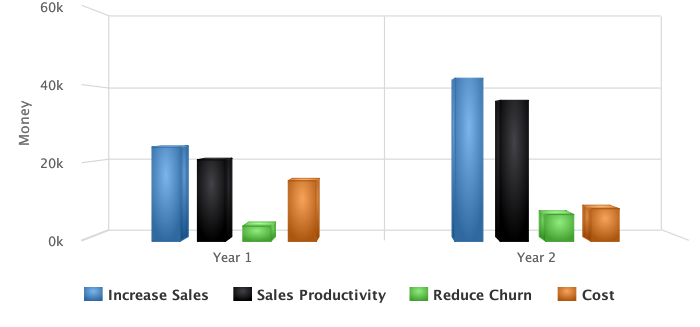 60k
40k
20k
0k
Money
Year 1
Year 2
Increase Sales
Sales Productivity
Reduce Churn
Cost